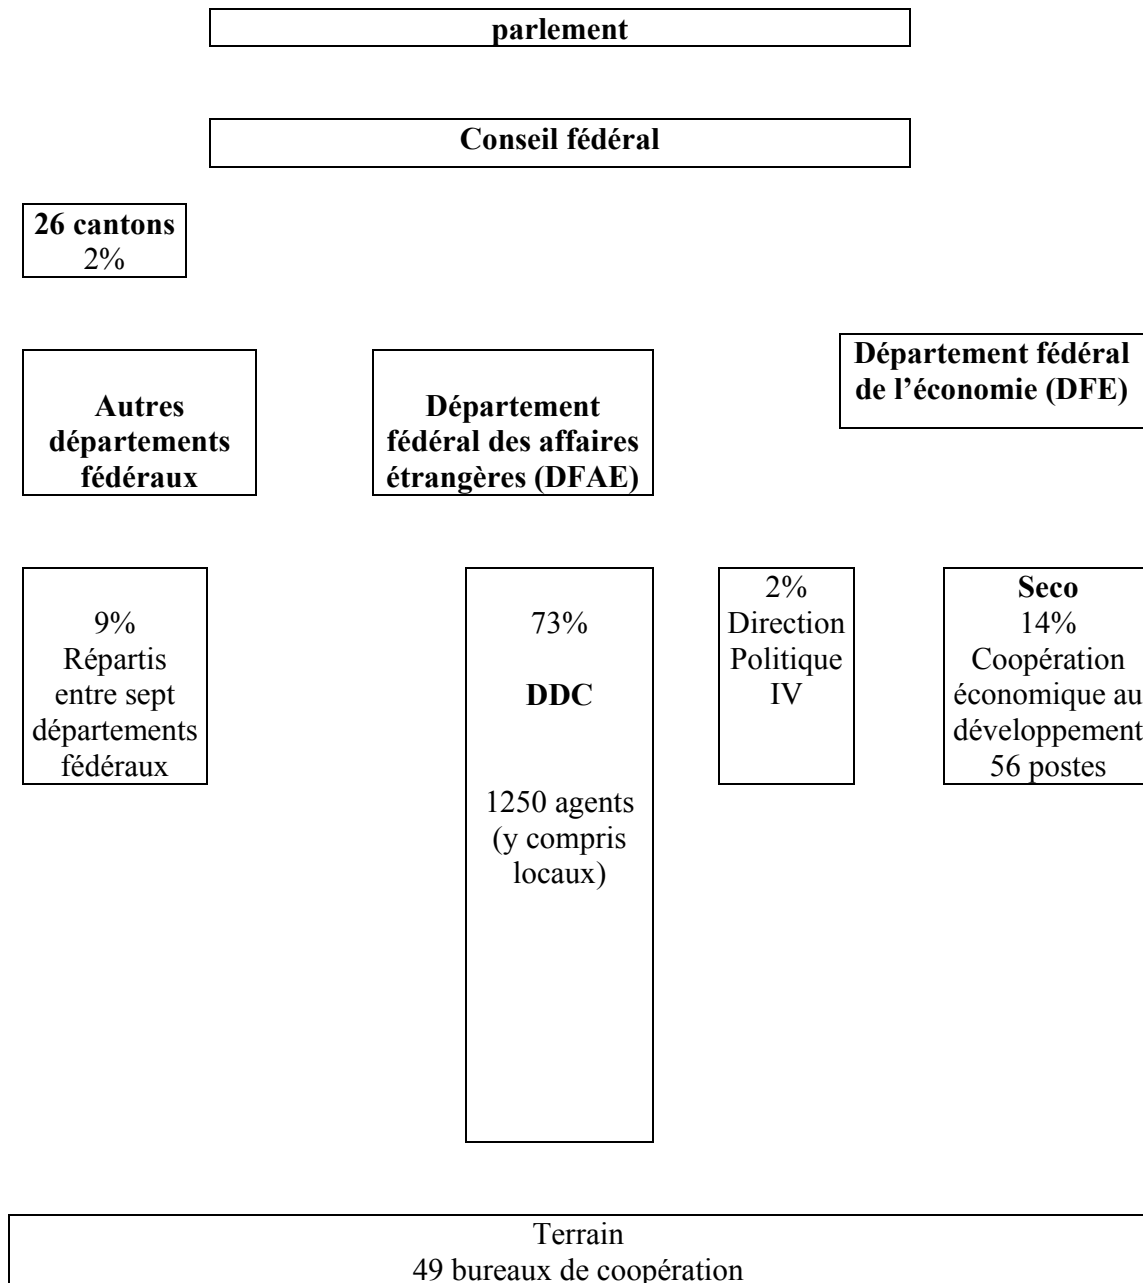 parlement
Conseil fédéral
26 cantons
2%
Autres
départements
fédéraux
Département
fédéral des affaires
étrangères (DFAE)
Département fédéral
de l’économie (DFE)
9%
Répartis
entre sept
départements
fédéraux
73%
DDC
1250 agents
(y compris
locaux)
2%
Direction
Politique
IV
Seco
14%
Coopération
économique au
développement
56 postes
Terrain
49 bureaux de coopération